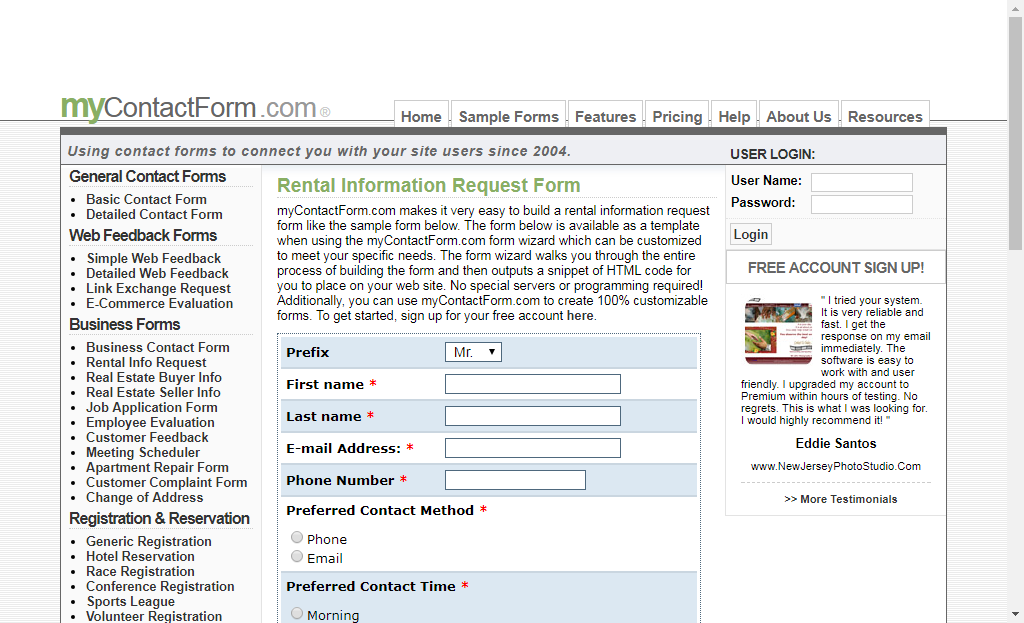 myContactForm.com®
Home
Sample Forms
Features
Pricing
Help
About Us
Resources
Using contact forms to connect you with your site users since 2004.
USER LOGIN:
General Contact Forms
Basic Contact Form
Detailed Contact Form
Web Feedback Forms
Simple Web Feedback
Detailed Web Feedback
Link Exchange Request
E-Commerce Evaluation
Business Forms
Business Contact Form
Rental Info Request
Real Estate Buyer Info
Real Estate Seller Info
Job Application Form
Employee Evaluation
Customer Feedback
Meeting Scheduler
Apartment Repair Form
Customer Complaint Form
Change of Address
Registration & Reservation
Generic Registration
Hotel Reservation
Race Registration
Conference Registration
Sports League
Volunteer Registration
Rental Information Request Form
myContactForm.com makes it very easy to build a rental information request
form like the sample form below. The form below is available as a template
when using the myContactForm.com form wizard which can be customized
to meet your specific needs. The form wizard walks you through the entire
process of building the form and then outputs a snippet of HTML code for
you to place on your web site. No special servers or programming required!
Additionally, you can use myContactForm.com to create 100% customizable
forms. To get started, sign up for your free account here.
Prefix
Mr.
First name *
Last name *
E-mail Address: *
Phone Number *
Preferred Contact Method *
Phone
Email
Preferred Contact Time *
Morning
User Name:
Password:
Login
FREE ACCOUNT SIGN UP!
" I tried your system.
It is very reliable and
fast. I get the
response on my email
immediately. The
software is easy to
work with and user
friendly. I upgraded my account to
Premium within hours of testing. No
regrets. This is what I was looking for.
I would highly recommend it! "
Eddie Santos
www.NewJerseyPhotoStudio.Com
>> More Testimonials